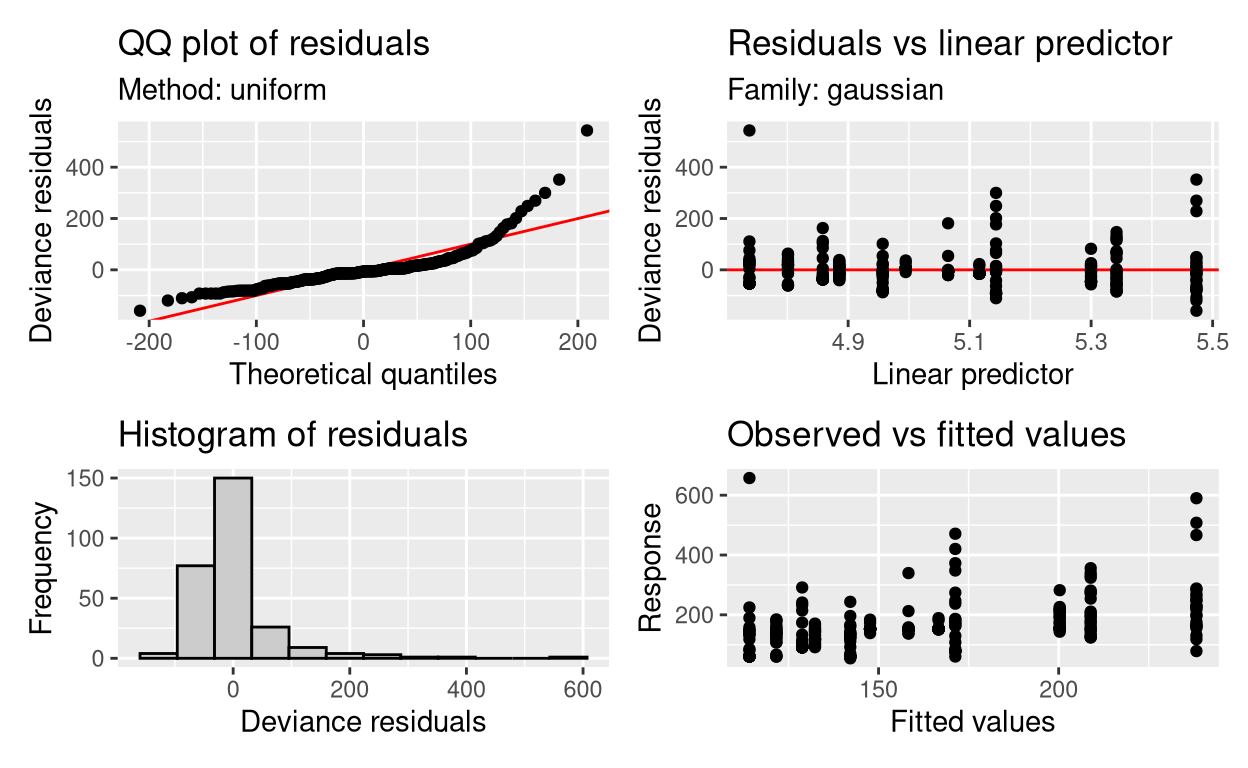 QQ plot of residuals
Method: uniform
Deviance residuals
400
200
0
-200
-100
0
100
200
Theoretical quantiles
Residuals vs linear predictor
Family: gaussian
Deviance residuals
400
200
0
4.9
5.1
5.3
5.5
Linear predictor
Histogram of residuals
Frequency
150
100
50
0
0
200
400
600
Deviance residuals
Observed vs fitted values
Response
600
400
200
150
200
Fitted values